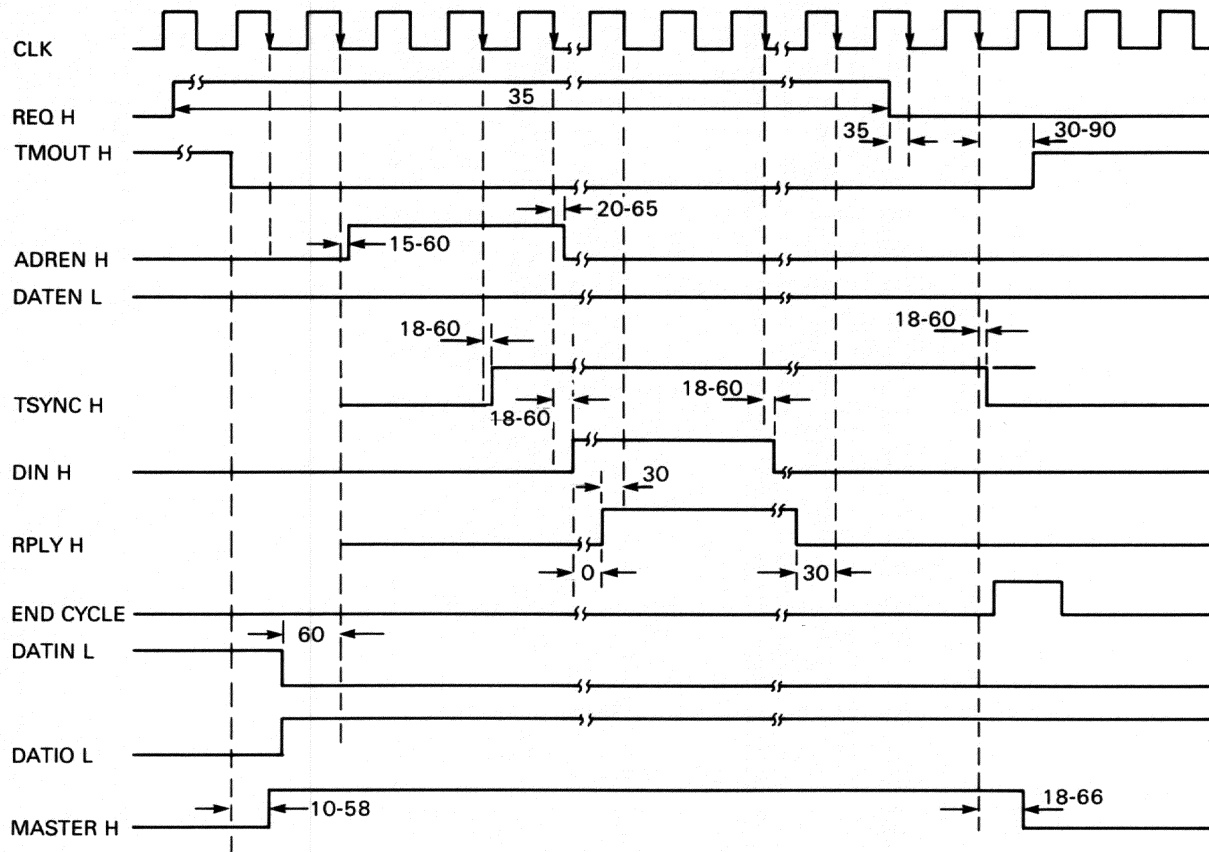 CLK
35
REQ H
35
30-90
TMOUT H
20-65
15-60
ADREN H
DATEN L
18-60
18-60
18-60
TSYNC H
18-60
DIN H
30
RPLY H
0
30
END CYCLE
60
DATIN L
DATIO L
10-58
18-66
MASTER H